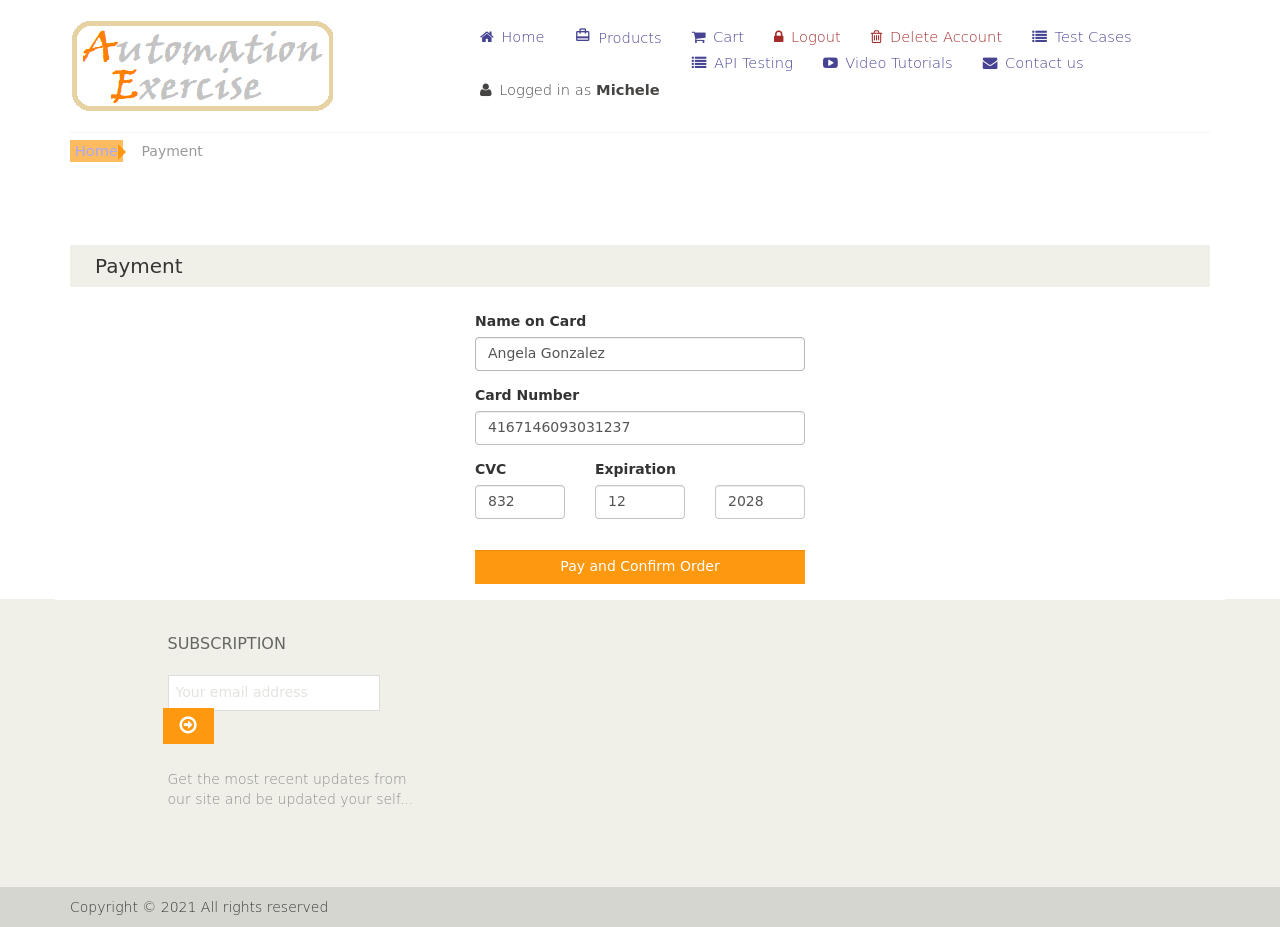 Automation
Exercise
Home
Products
Cart
Logout
Delete Account
Test Cases
API Testing
Video Tutorials
Contact us
Logged in as Michele
Home
Payment
Payment
Name on Card
Angela Gonzalez
Card Number
4167146093031237
CVC
Expiration
832
12
2028
Pay and Confirm Order
SUBSCRIPTION
Your email address
Get the most recent updates from
our site and be updated your self...
Copyright © 2021 All rights reserved